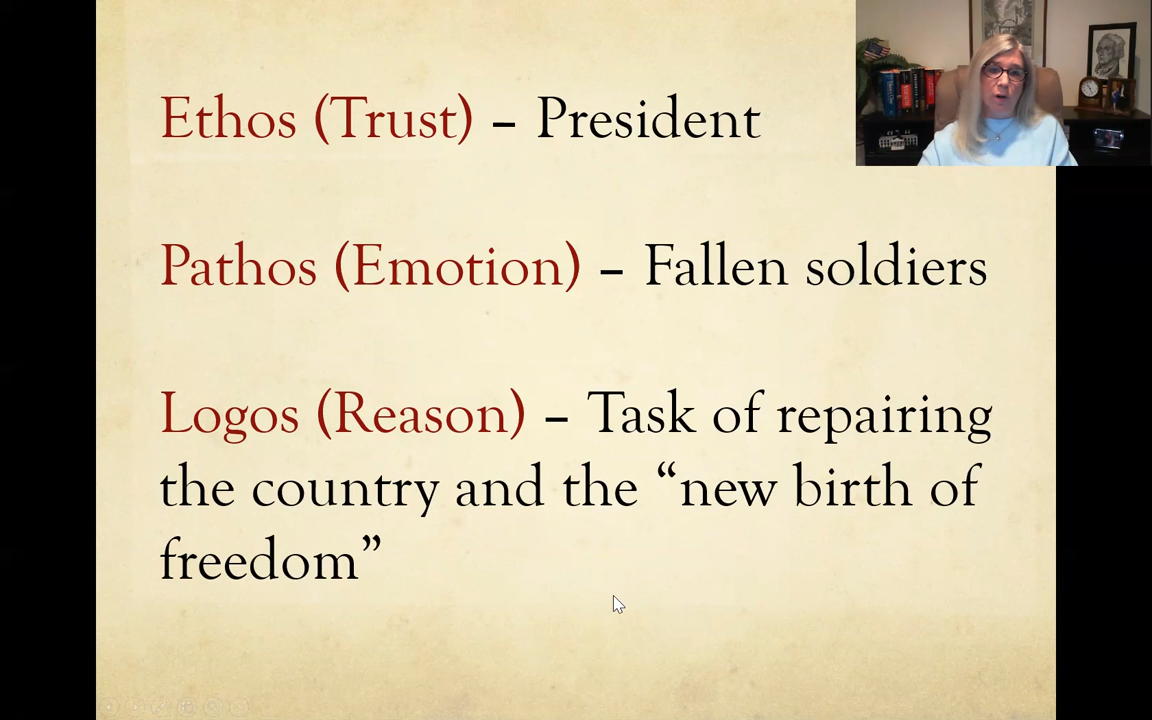 Ethos (Trust) – President
Pathos (Emotion) – Fallen soldiers
Logos (Reason) – Task of repairing
the country and the “new birth of
freedom”